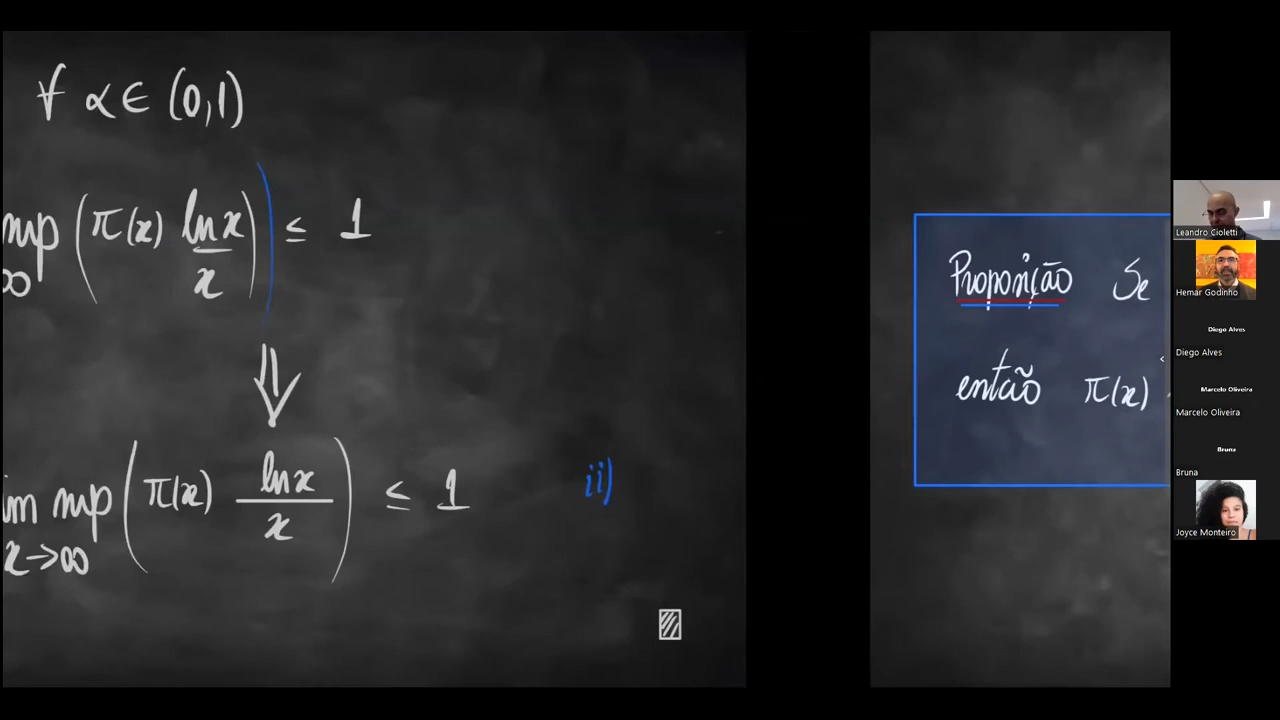 ∀ α ∈ (0,1)
sup (π(x) ln x / x) ≤ 1
∞
⇓
im sup (π(x) ln x / x) ≤ 1 ii)
x→∞
Proposição Se
então π(x)
Leandro Cioletti
Hemar Godinho
Diego Alves
Diego Alves
Marcelo Oliveira
Marcelo Oliveira
Bruna
Bruna
Joyce Monteiro